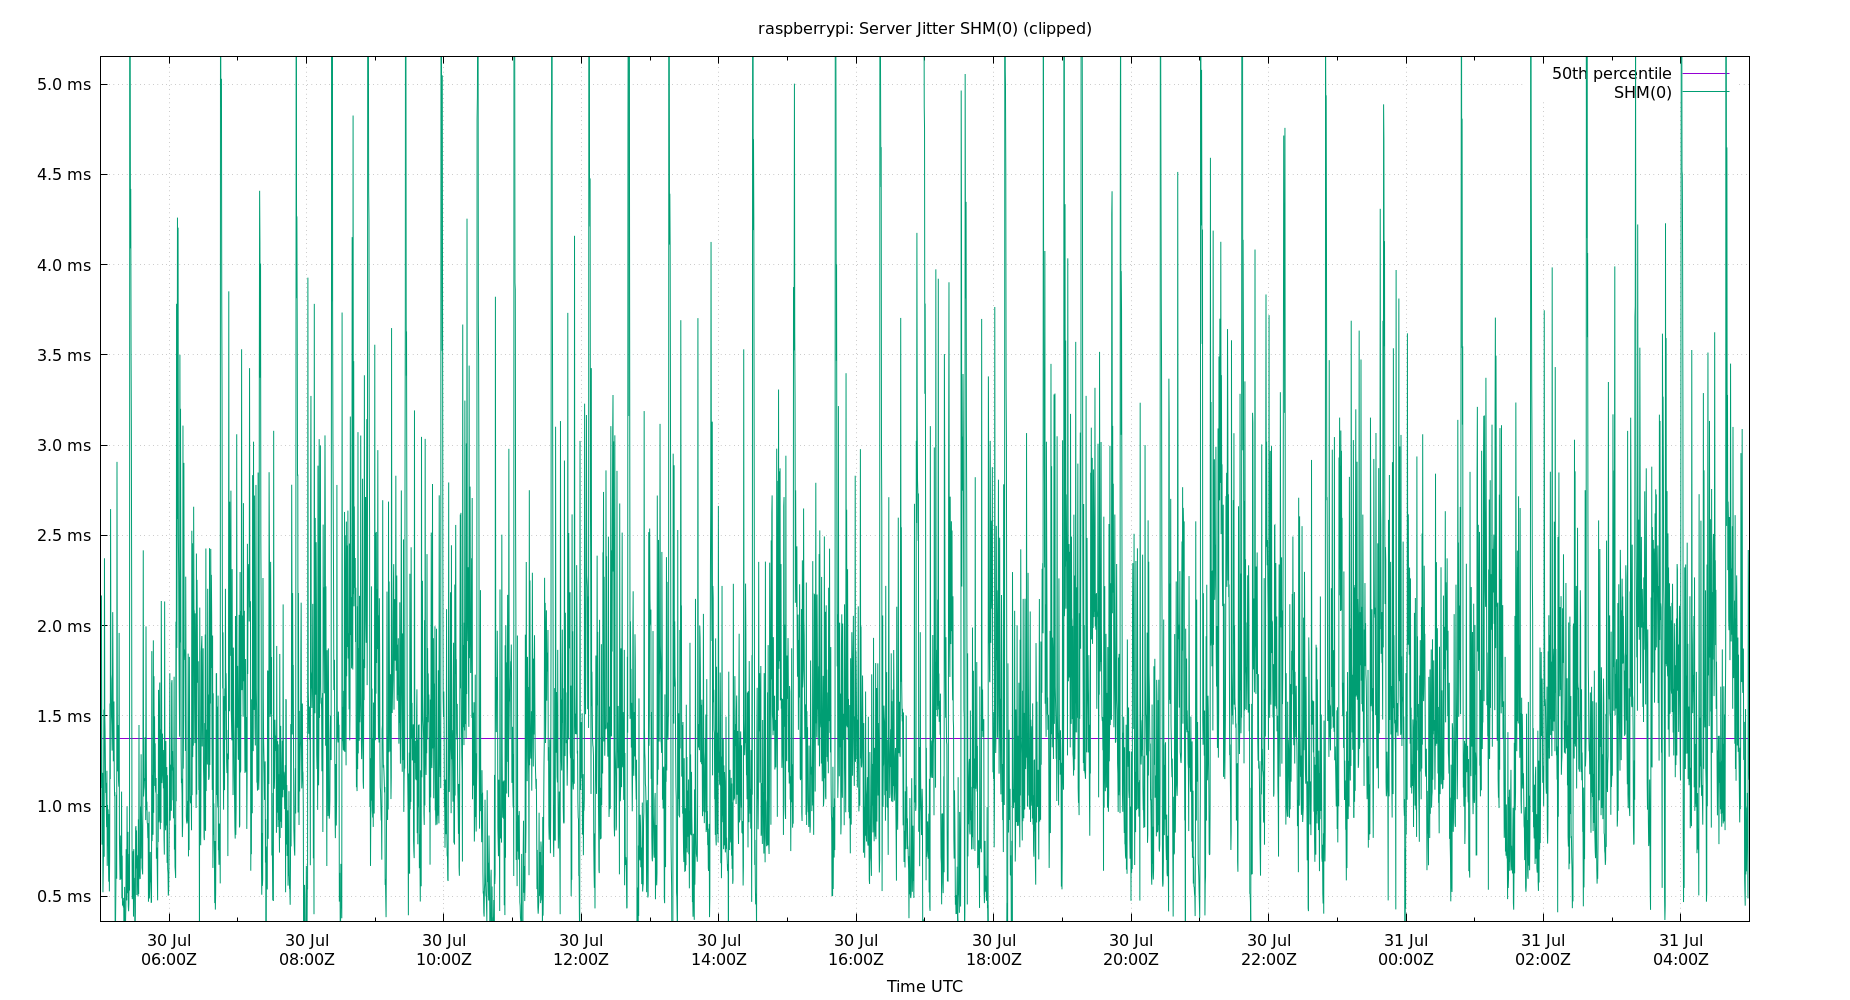 raspberrypi: Server Jitter SHM(0) (clipped)
50th percentile
SHM(0)
5.0 ms
4.5 ms
4.0 ms
3.5 ms
3.0 ms
2.5 ms
2.0 ms
1.5 ms
1.0 ms
0.5 ms
30 Jul 30 Jul 30 Jul 30 Jul 30 Jul 30 Jul 30 Jul 30 Jul 30 Jul 31 Jul 31 Jul 31 Jul
06:00Z 08:00Z 10:00Z 12:00Z 14:00Z 16:00Z 18:00Z 20:00Z 22:00Z 00:00Z 02:00Z 04:00Z
Time UTC